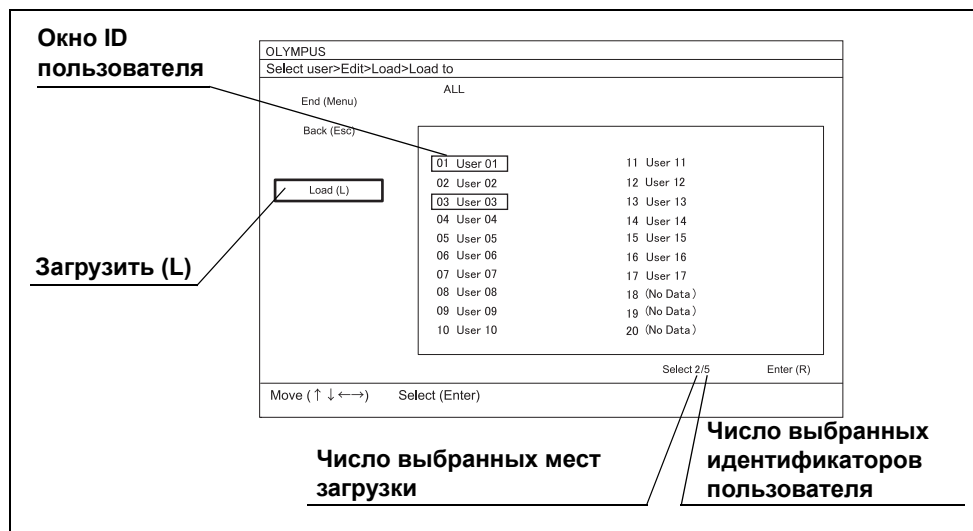 Окно ID
пользователя
OLYMPUS
Select user>Edit>Load>Load to
ALL
End (Menu)
Back (Esc)
Load (L)
01 User 01
02 User 02
03 User 03
04 User 04
05 User 05
06 User 06
07 User 07
08 User 08
09 User 09
10 User 10
11 User 11
12 User 12
13 User 13
14 User 14
15 User 15
16 User 16
17 User 17
18 (No Data)
19 (No Data)
20 (No Data)
Select 2/5 Enter (R)
Move (↑↓←→) Select (Enter)
Загрузить (L)
Число выбранных мест
загрузки
Число выбранных
идентификаторов
пользователя